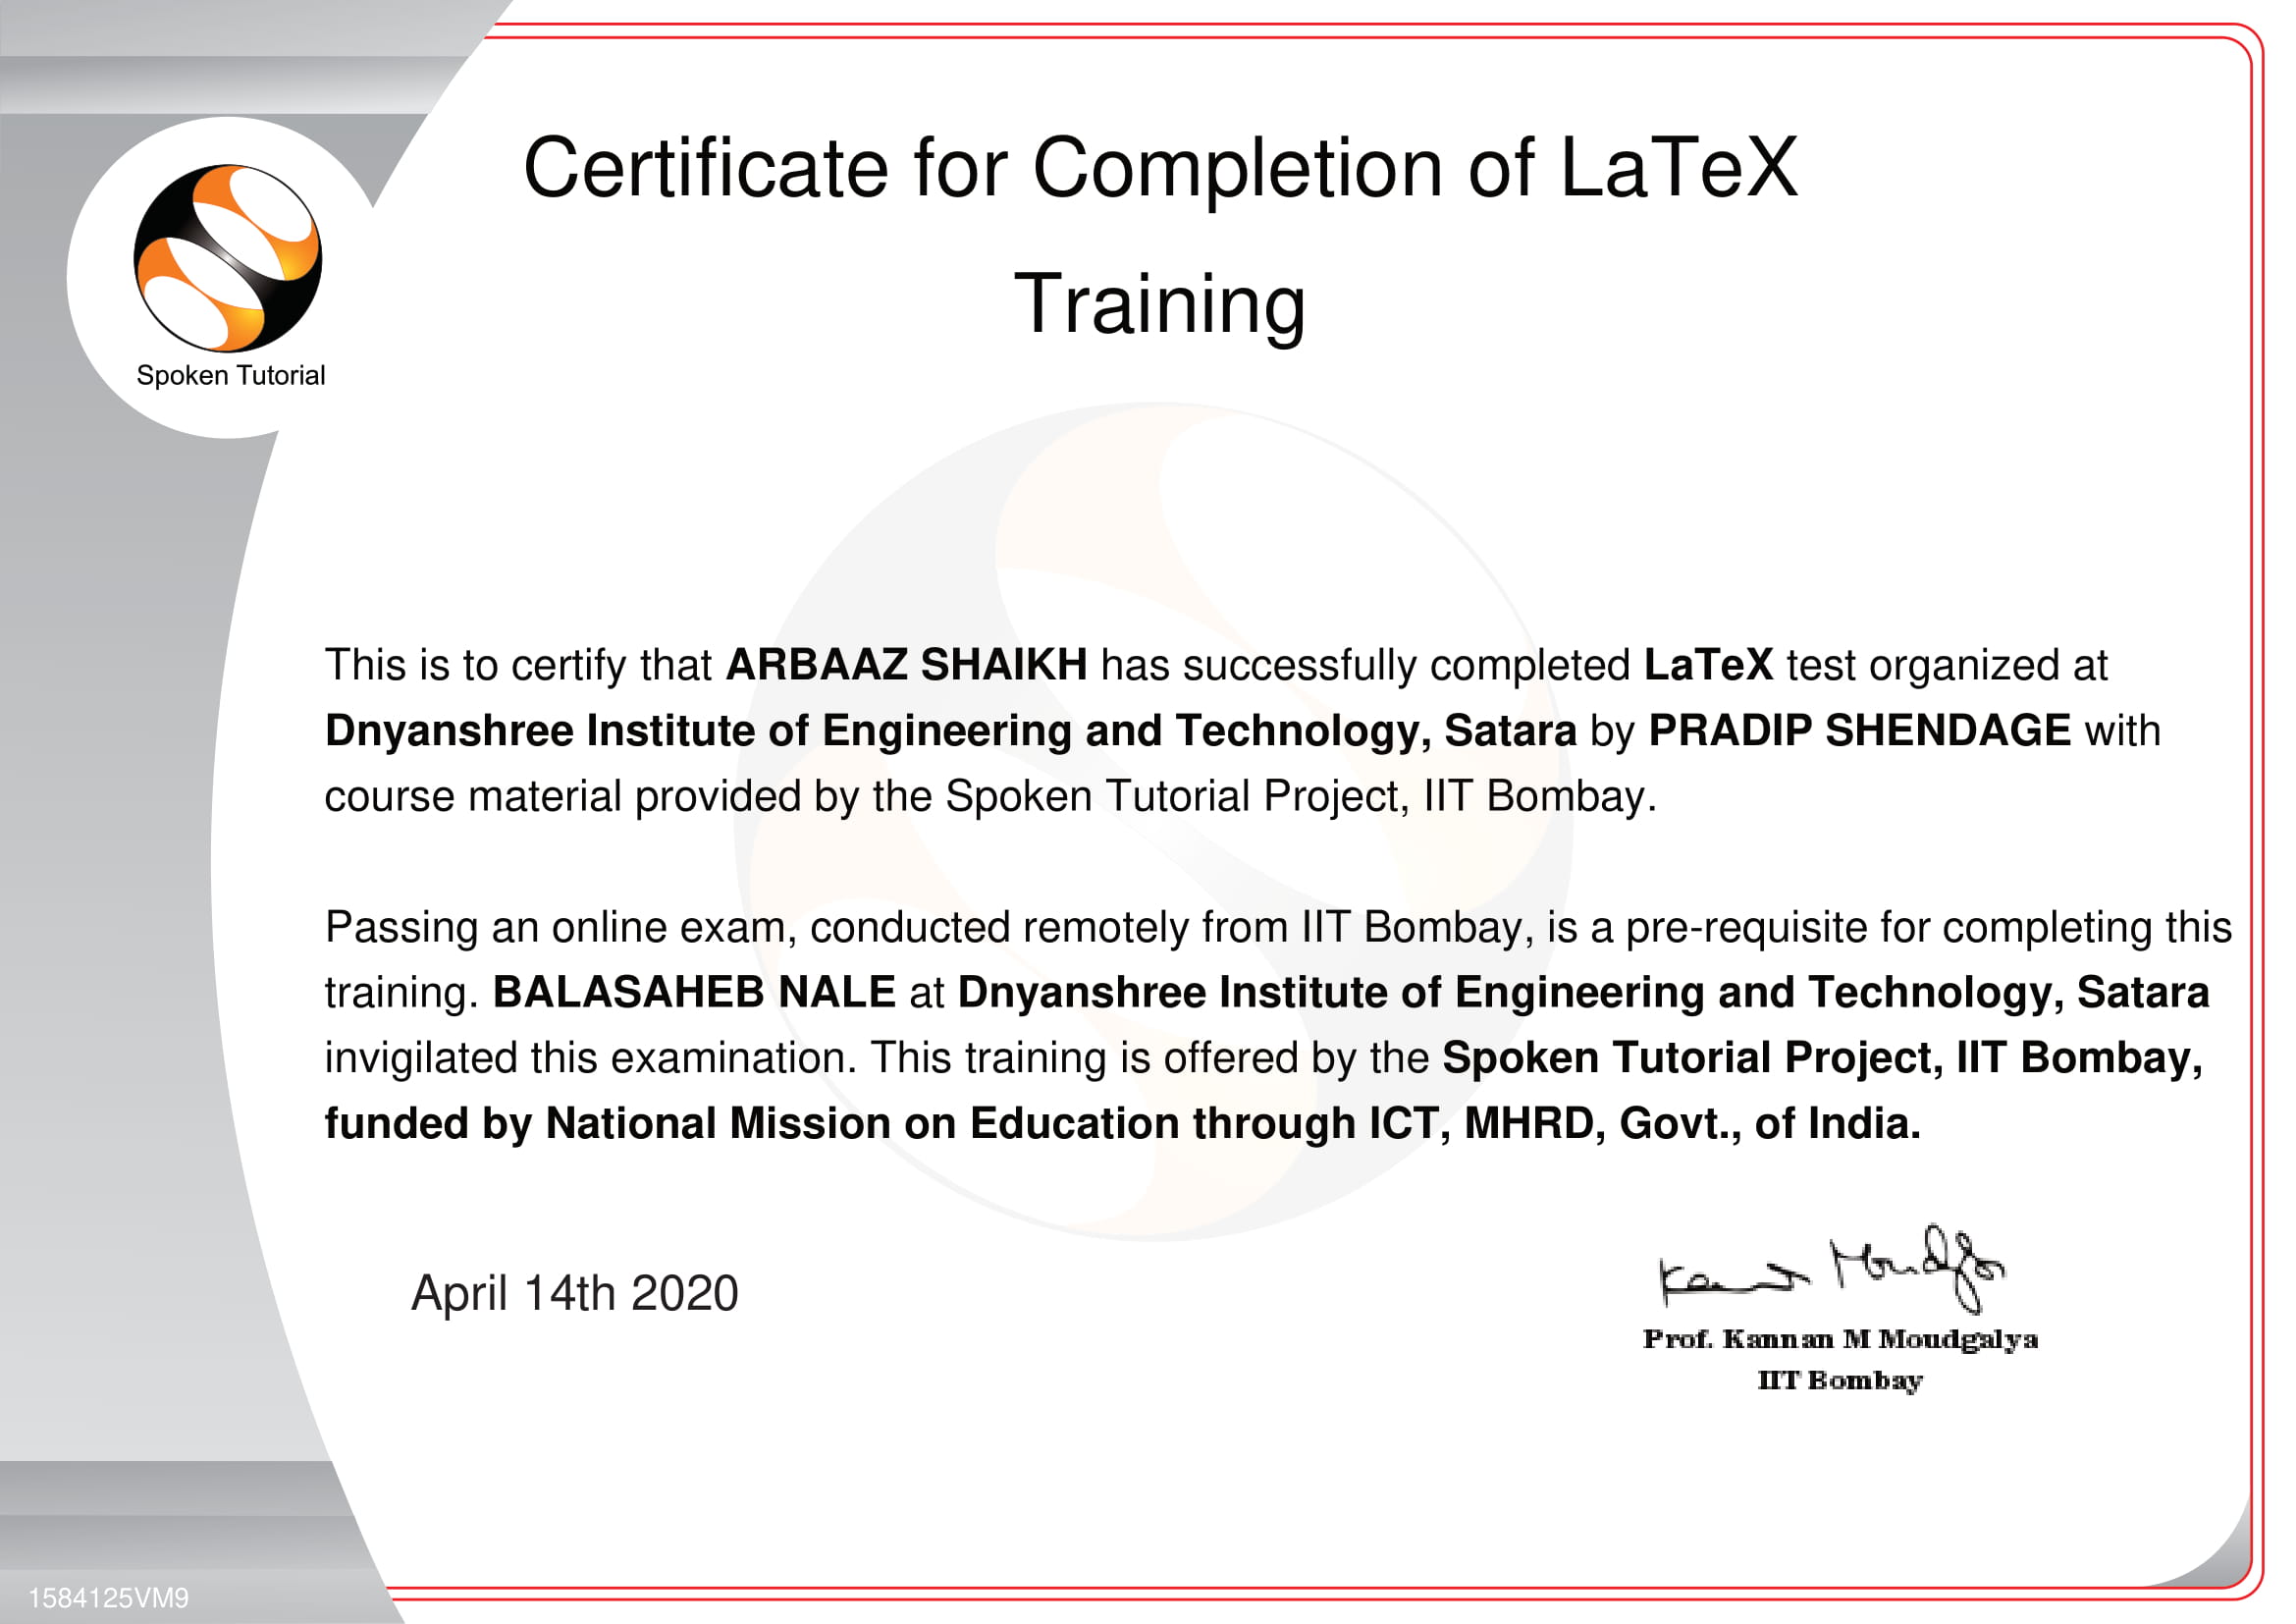 Certificate for Completion of LaTeX
Training
Spoken Tutorial
This is to certify that ARBAAZ SHAIKH has successfully completed LaTeX test organized at
Dnyanshree Institute of Engineering and Technology, Satara by PRADIP SHENDAGE with
course material provided by the Spoken Tutorial Project, IIT Bombay.
Passing an online exam, conducted remotely from IIT Bombay, is a pre-requisite for completing this
training. BALASAHEB NALE at Dnyanshree Institute of Engineering and Technology, Satara
invigilated this examination. This training is offered by the Spoken Tutorial Project, IIT Bombay,
funded by National Mission on Education through ICT, MHRD, Govt., of India.
April 14th 2020
Prof. Kannan M Moudgalya
IIT Bombay
1584125VM9